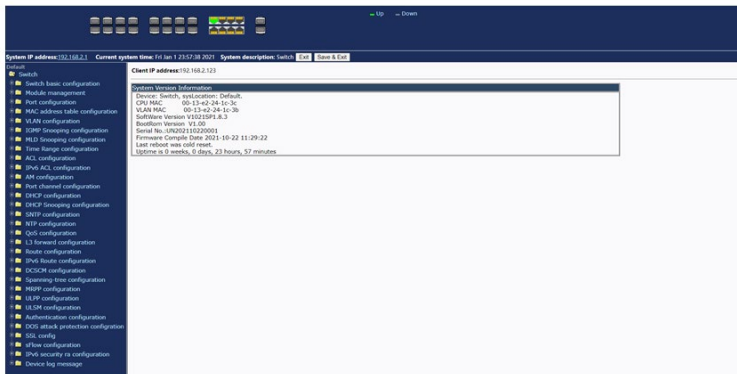 Up Down
System IP address:192.168.2.1 Current system time: Fri Jan 1 23:57:38 2021 System description: Switch Exit Save & Exit
Default
Switch
Switch basic configuration
Module management
Port configuration
MAC address table configuration
VLAN configuration
IGMP Snooping configuration
MLD Snooping configuration
Time Range configuration
ACL configuration
IPv6 ACL configuration
AM configuration
Port channel configuration
DHCP configuration
DHCP Snooping configuration
SNTP configuration
NTP configuration
QoS configuration
L3 forward configuration
Route configuration
IPv6 Route configuration
DCSCM configuration
Spanning-tree configuration
MRPP configuration
ULPP configuration
ULSM configuration
Authentication configuration
DOS attack protection configration
SSL config
sFlow configuration
IPv6 security ra configuration
Device log message
Client IP address:192.168.2.123
System Version Information
Device: Switch, sysLocation: Default.
CPU MAC 00-13-e2-24-1c-3c
VLAN MAC 00-13-e2-24-1c-3b
SoftWare Version V1021SP1.8.3
BootRom Version V1.00
Serial No.:UN202110220001
Firmware Compile Date 2021-10-22 11:29:22
Last reboot was cold reset.
Uptime is 0 weeks, 0 days, 23 hours, 57 minutes